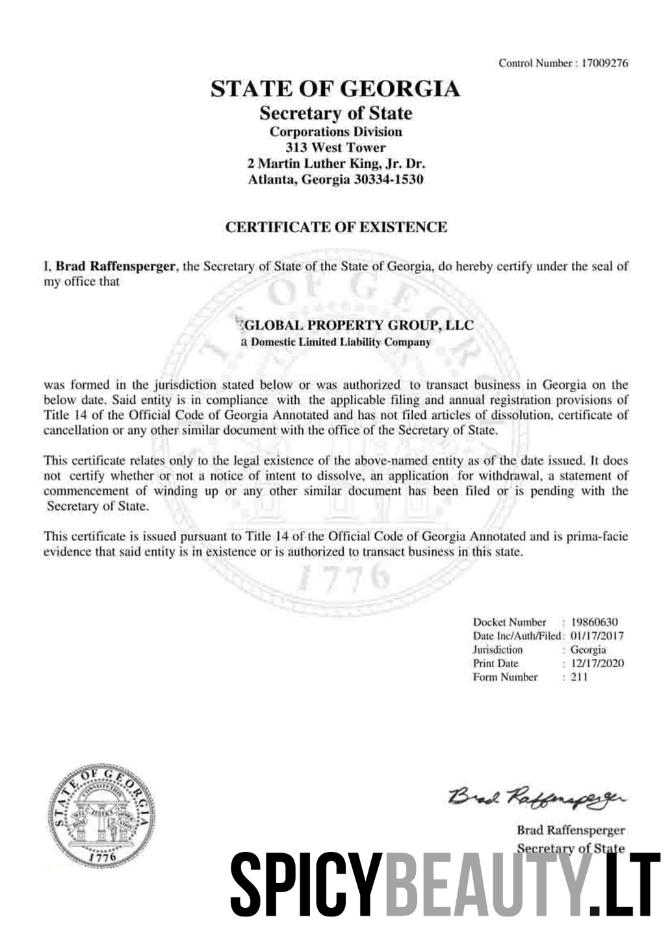 Control Number : 17009276
STATE OF GEORGIA
Secretary of State
Corporations Division
313 West Tower
2 Martin Luther King, Jr. Dr.
Atlanta, Georgia 30334-1530
CERTIFICATE OF EXISTENCE
I, Brad Raffensperger, the Secretary of State of the State of Georgia, do hereby certify under the seal of
my office that
GLOBAL PROPERTY GROUP, LLC
a Domestic Limited Liability Company
was formed in the jurisdiction stated below or was authorized to transact business in Georgia on the
below date. Said entity is in compliance with the applicable filing and annual registration provisions of
Title 14 of the Official Code of Georgia Annotated and has not filed articles of dissolution, certificate of
cancellation or any other similar document with the office of the Secretary of State.
This certificate relates only to the legal existence of the above-named entity as of the date issued. It does
not certify whether or not a notice of intent to dissolve, an application for withdrawal, a statement of
commencement of winding up or any other similar document has been filed or is pending with the
Secretary of State.
This certificate is issued pursuant to Title 14 of the Official Code of Georgia Annotated and is prima-facie
evidence that said entity is in existence or is authorized to transact business in this state.
1776
Docket Number : 19860630
Date Inc/Auth/Filed : 01/17/2017
Jurisdiction : Georgia
Print Date : 12/17/2020
Form Number : 211
STATE OF GEORGIA
CONSTITUTION
1776
Brad Raffensperger
Brad Raffensperger
Secretary of State
SPICYBEAUTY.LT